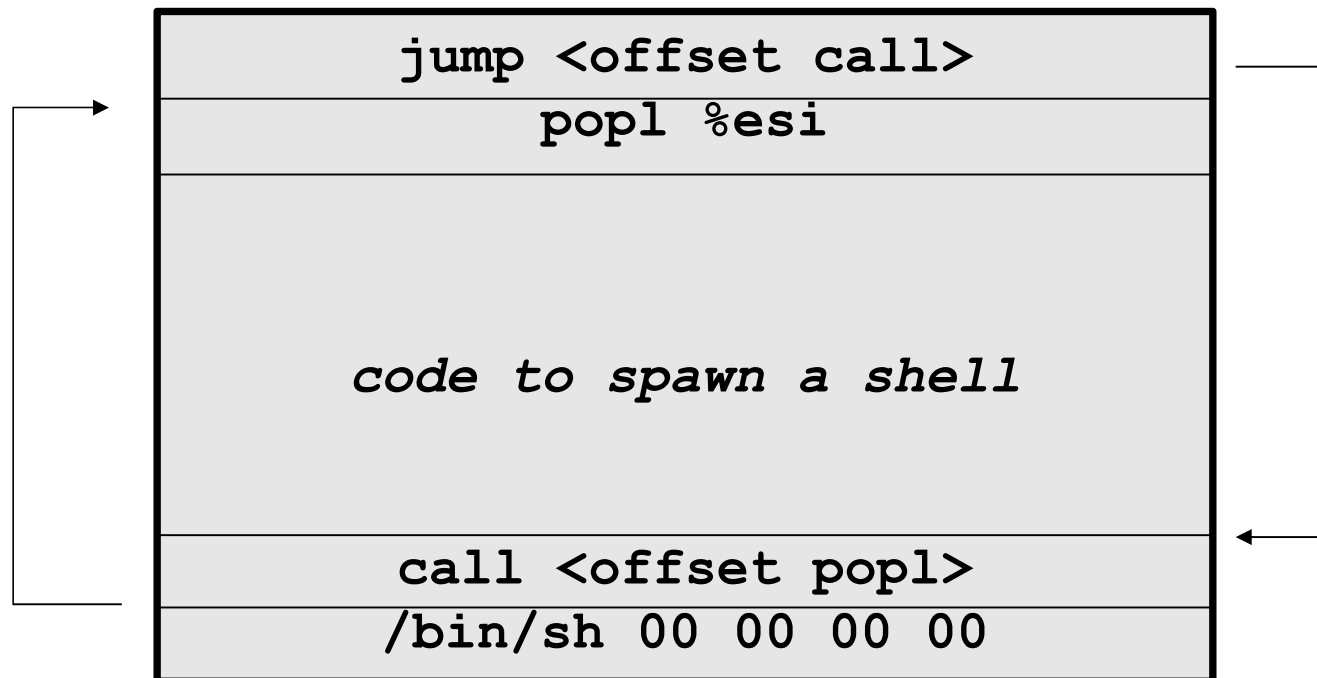 jump <offset call>
popl %esi
code to spawn a shell
call <offset popl>
/bin/sh 00 00 00 00